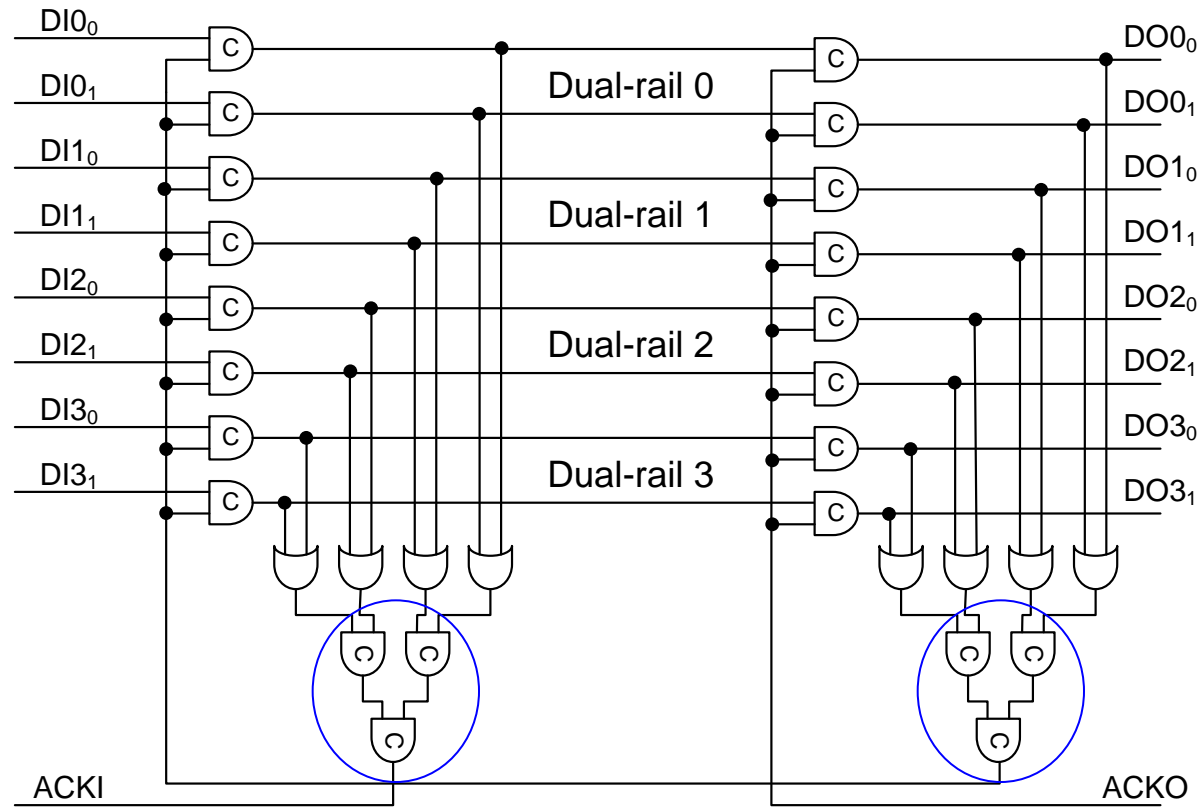 DI0₀
DO0₀
C
C
Dual-rail 0
DI0₁
DO0₁
C
C
DI1₀
DO1₀
C
C
Dual-rail 1
DI1₁
DO1₁
C
C
DI2₀
DO2₀
C
C
Dual-rail 2
DI2₁
DO2₁
C
C
DI3₀
DO3₀
C
C
Dual-rail 3
DI3₁
DO3₁
C
C
C
C
C
C
C
C
ACKI
ACKO